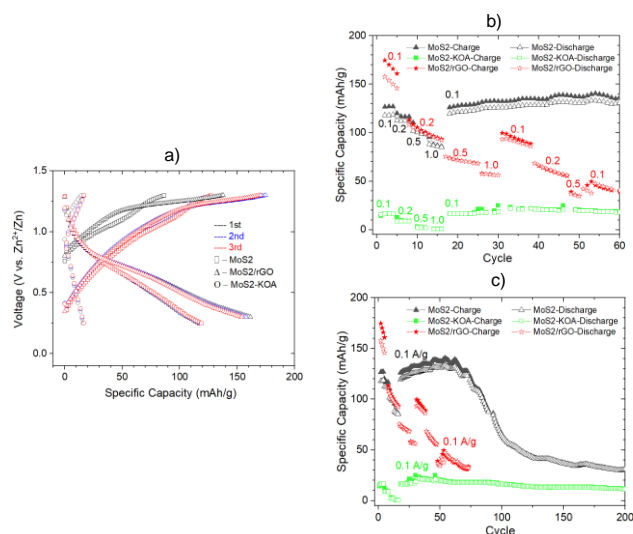 a)
1.5
1.0
0.5
0.0
Voltage (V vs. Zn2+/Zn)
1st
2nd
3rd
MoS2
MoS2/rGO
MoS2-KOA
0 50 100 150 200
Specific Capacity (mAh/g)
b)
200
150
100
50
0
Specific Capacity (mAh/g)
MoS2-Charge MoS2-Discharge
MoS2-KOA-Charge MoS2-KOA-Discharge
MoS2/rGO-Charge MoS2/rGO-Discharge
0.1
0.1
0.1 0.2 0.5 1.0
0.2
0.5 1.0
0.1
0.2
0.5 0.1
0.1 0.2 0.5 1.0 0.1
0 10 20 30 40 50 60
Cycle
c)
200
150
100
50
0
Specific Capacity (mAh/g)
MoS2-Charge MoS2-Discharge
MoS2-KOA-Charge MoS2-KOA-Discharge
MoS2/rGO-Charge MoS2/rGO-Discharge
0.1 A/g
0.1 A/g
0.1 A/g
0 50 100 150 200
Cycle